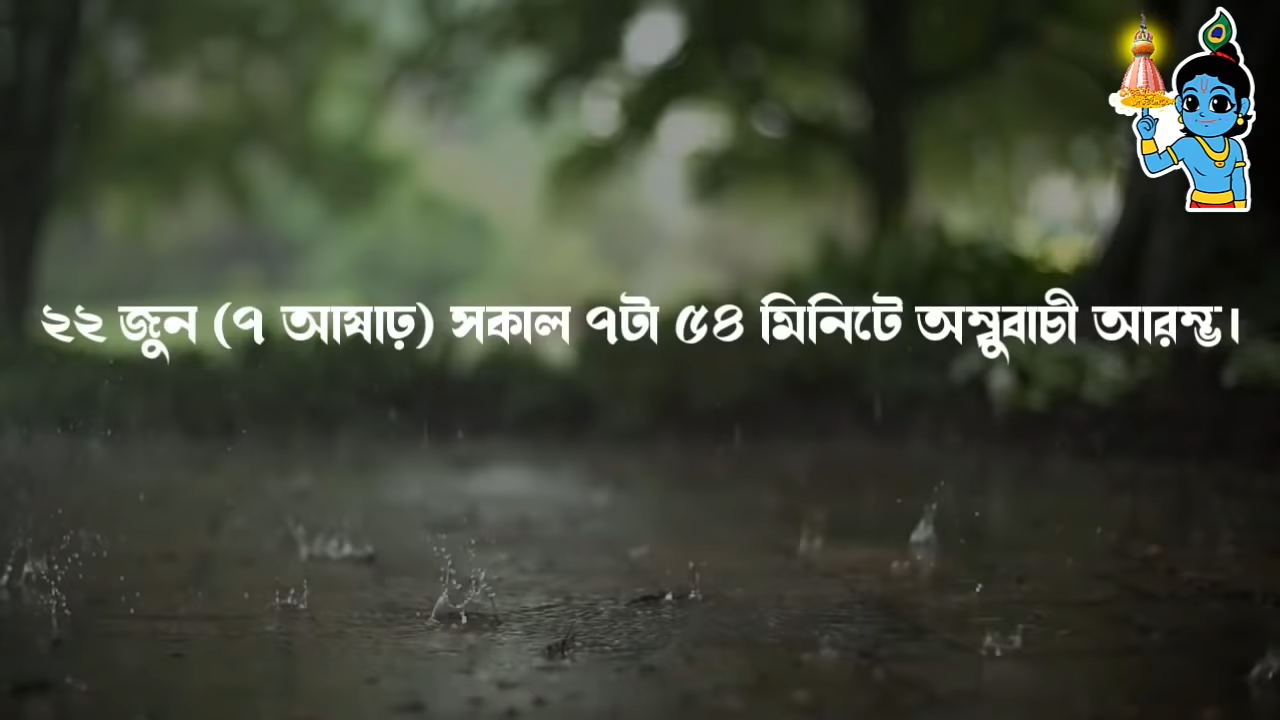 ২২ জুন (৭ আষাঢ়) সকাল ৭টা ৫৪ মিনিটে অম্বুবাচী আরম্ভ।